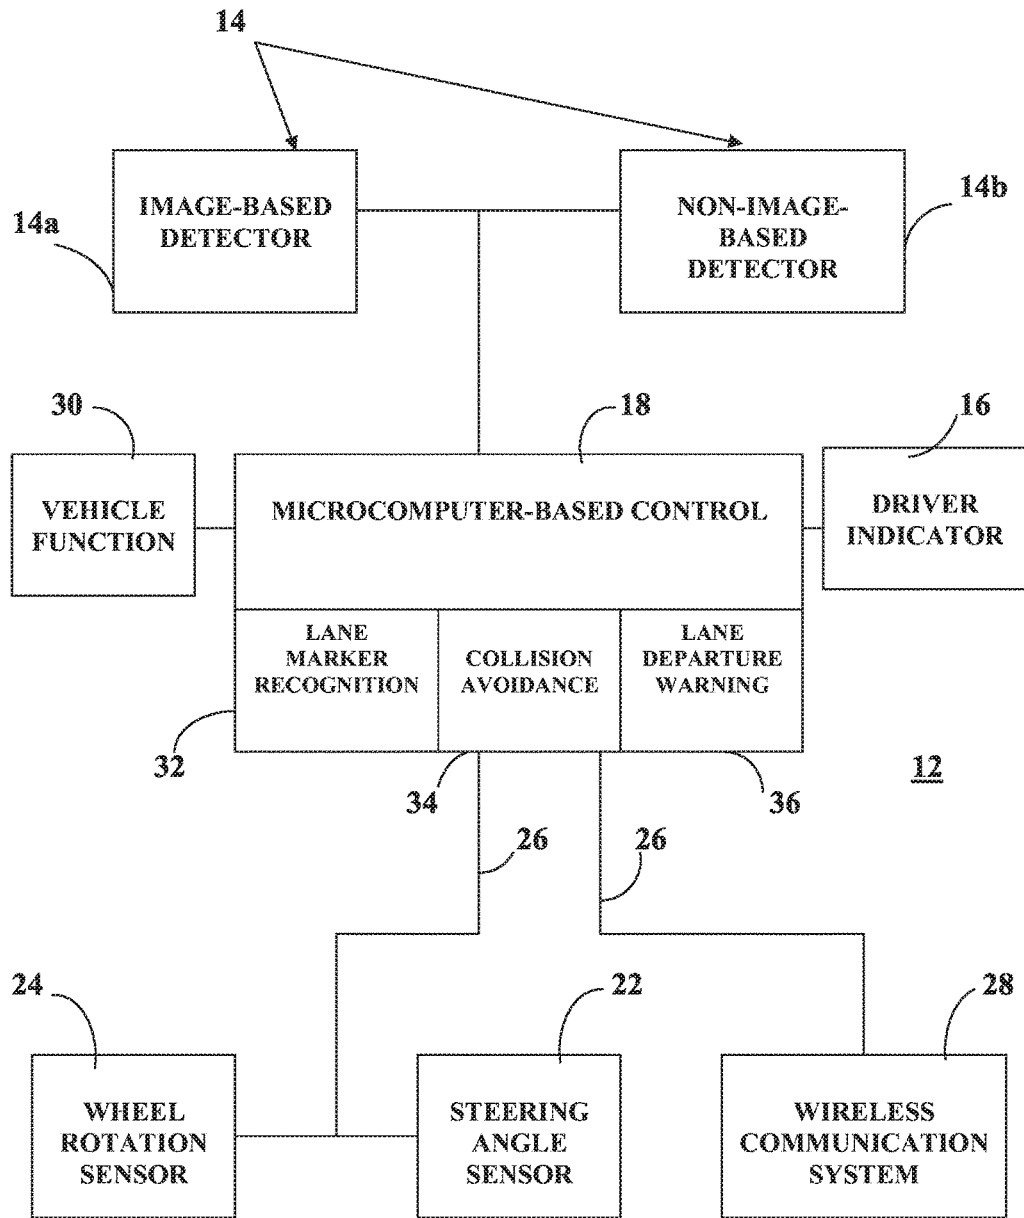 14
IMAGE-BASED
DETECTOR
14a
NON-IMAGE-
BASED
DETECTOR
14b
30
18
16
VEHICLE
FUNCTION
MICROCOMPUTER-BASED CONTROL
DRIVER
INDICATOR
LANE
MARKER
RECOGNITION
COLLISION
AVOIDANCE
LANE
DEPARTURE
WARNING
32
34
36
12
26
26
24
22
28
WHEEL
ROTATION
SENSOR
STEERING
ANGLE
SENSOR
WIRELESS
COMMUNICATION
SYSTEM